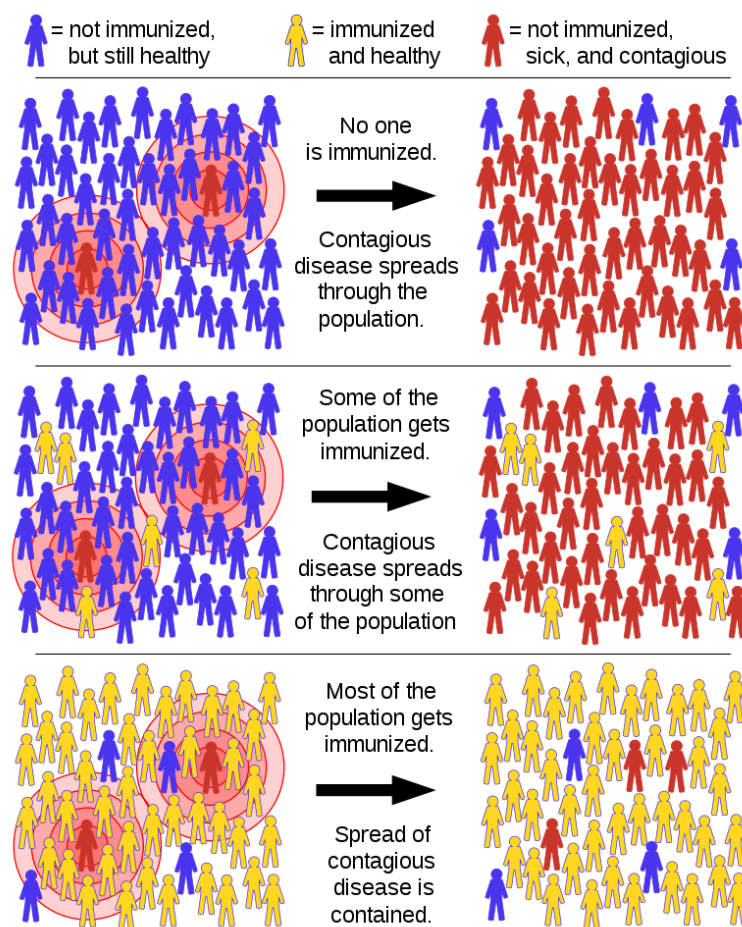 = not immunized,
but still healthy
= immunized
and healthy
= not immunized,
sick, and contagious
No one
is immunized.
Contagious
disease spreads
through the
population.
Some of the
population gets
immunized.
Contagious
disease spreads
through some
of the population
Most of the
population gets
immunized.
Spread of
contagious
disease is
contained.